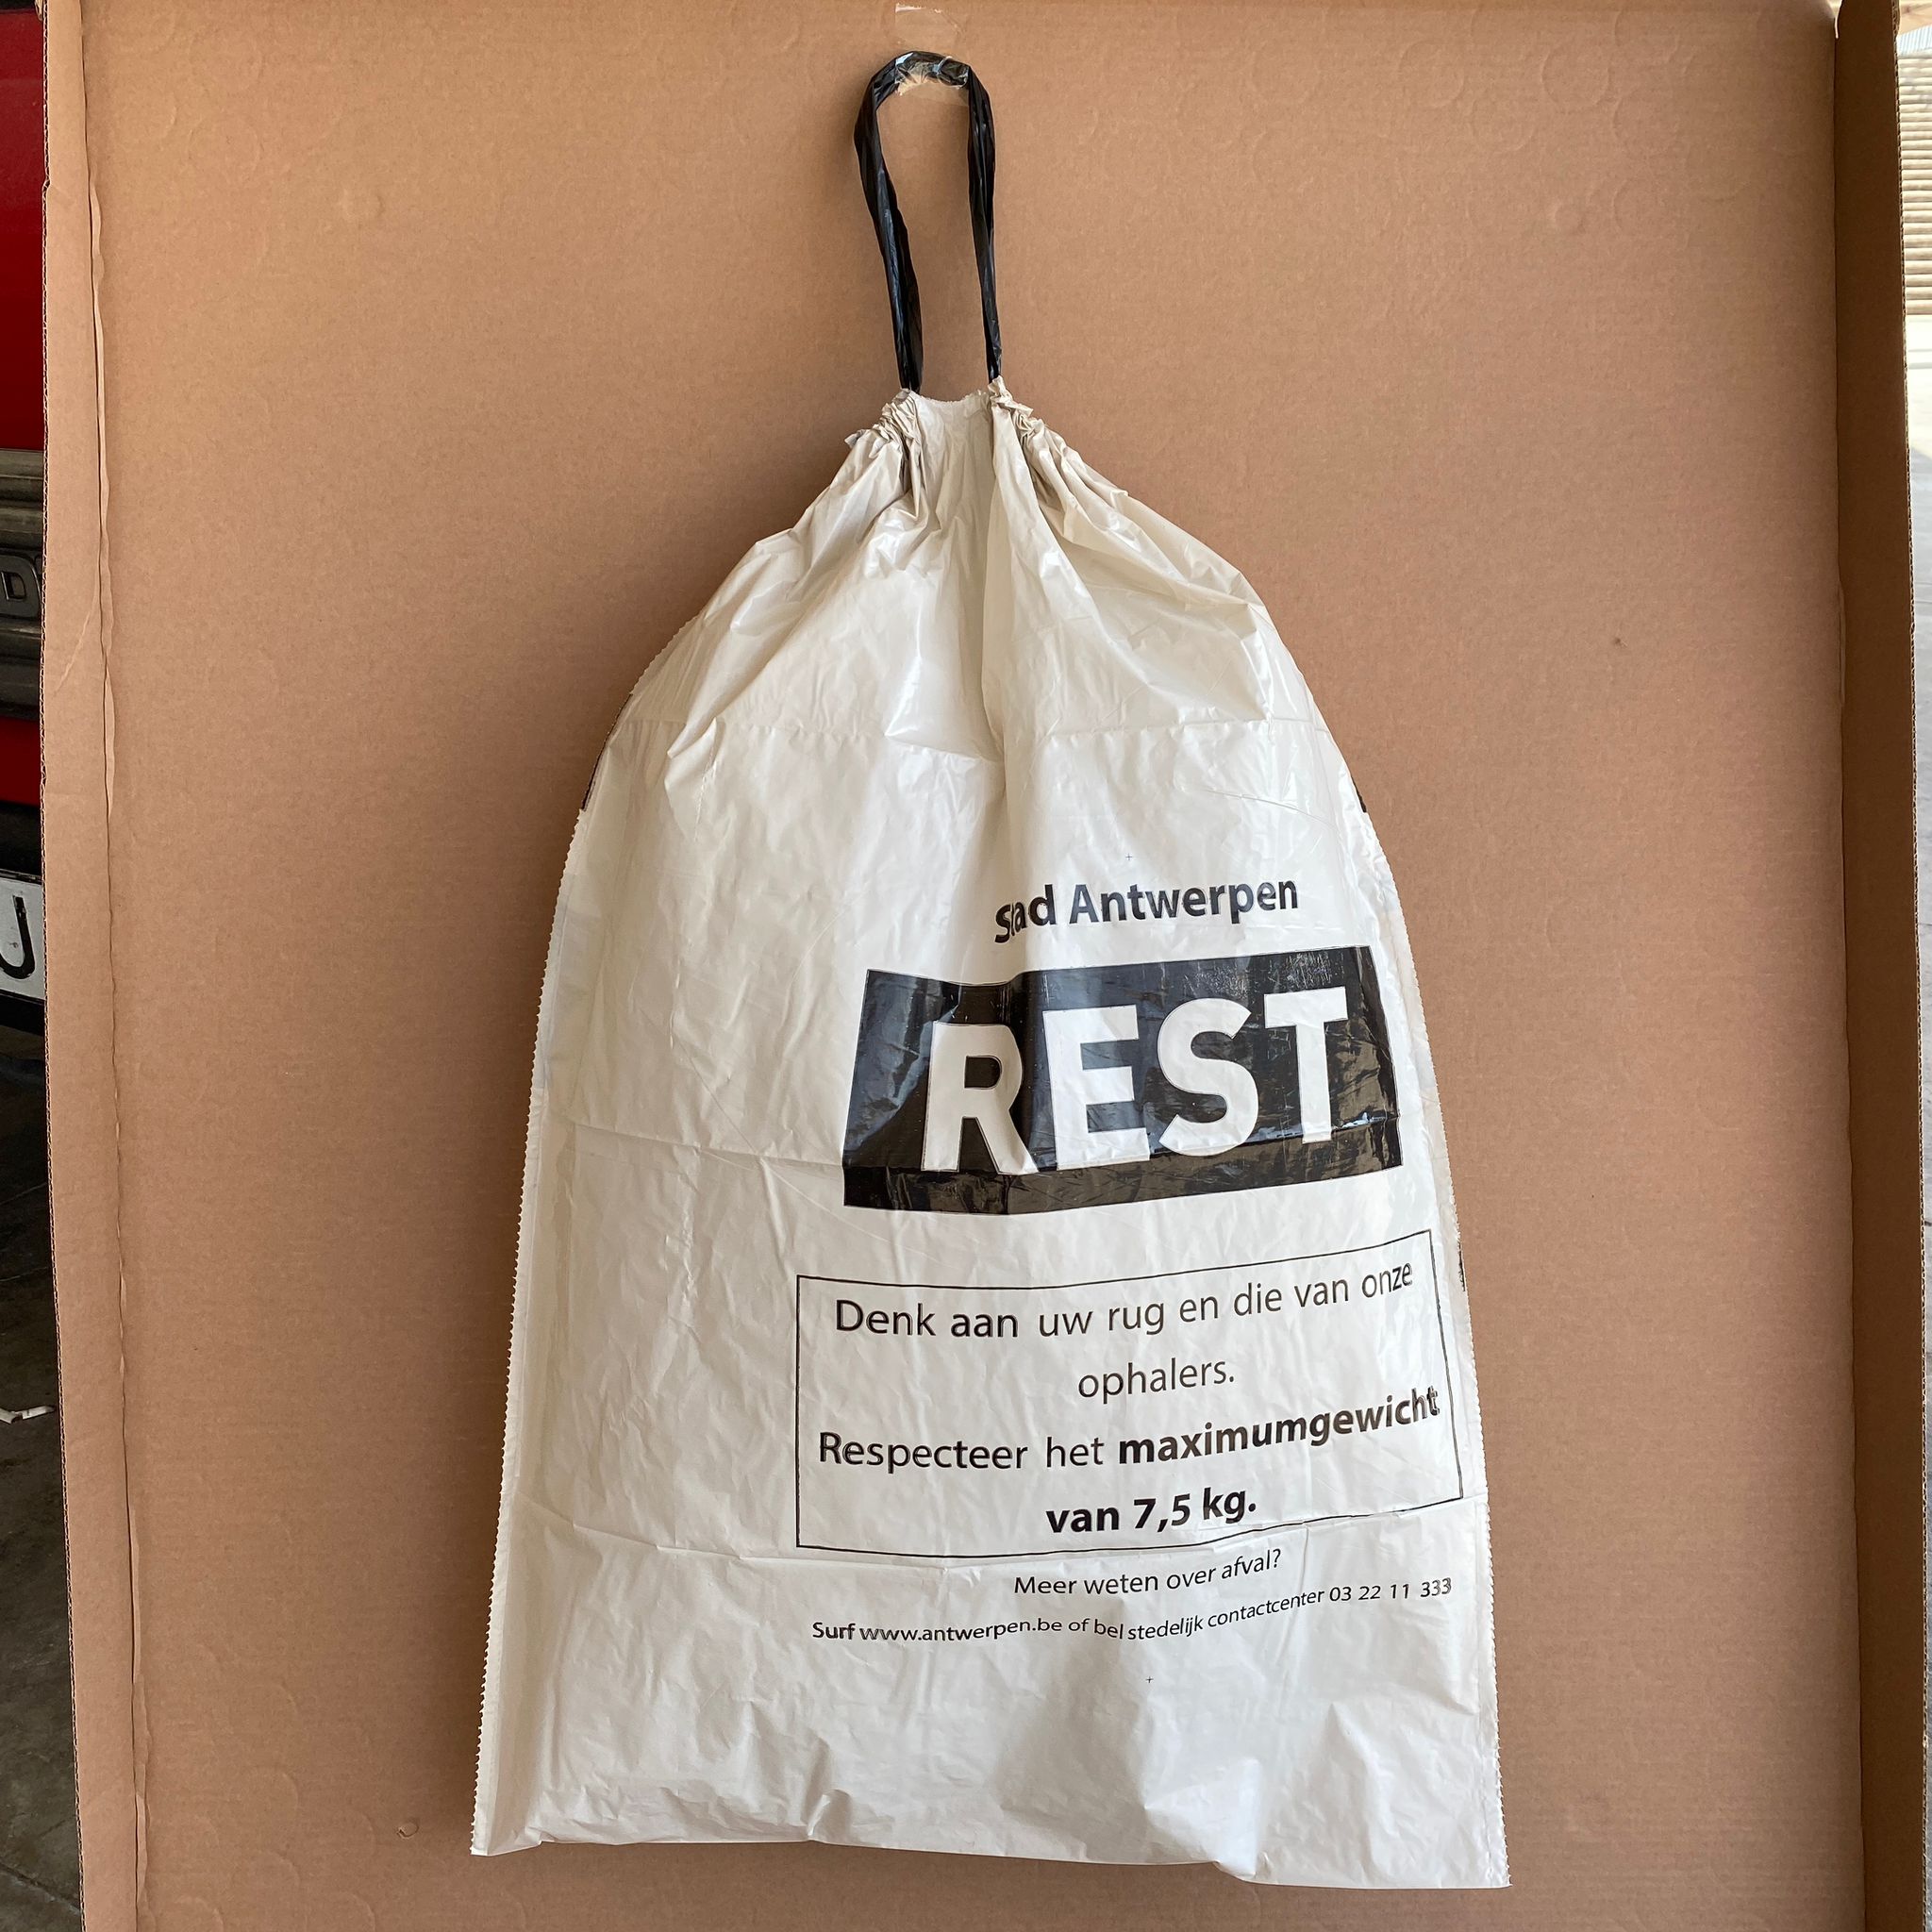 Stad Antwerpen
REST
Denk aan uw rug en die van onze
ophalers.
Respecteer het maximumgewicht
van 7,5 kg.
Meer weten over afval?
Surf www.antwerpen.be of bel stedelijk contactcenter 03 22 11 333
D
J